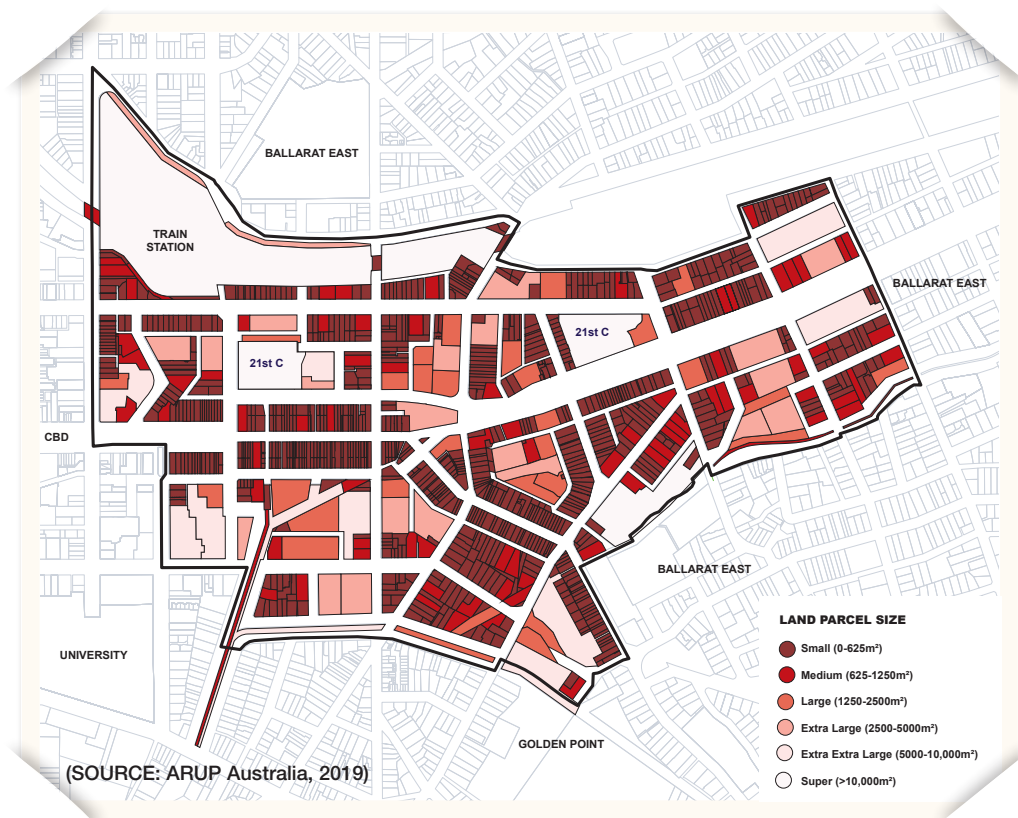 BALLARAT EAST
TRAIN
STATION
BALLARAT EAST
21st C
21st C
CBD
BALLARAT EAST
UNIVERSITY
GOLDEN POINT
LAND PARCEL SIZE
Small (0-625m²)
Medium (625-1250m²)
Large (1250-2500m²)
Extra Large (2500-5000m²)
Extra Extra Large (5000-10,000m²)
Super (>10,000m²)
(SOURCE: ARUP Australia, 2019)